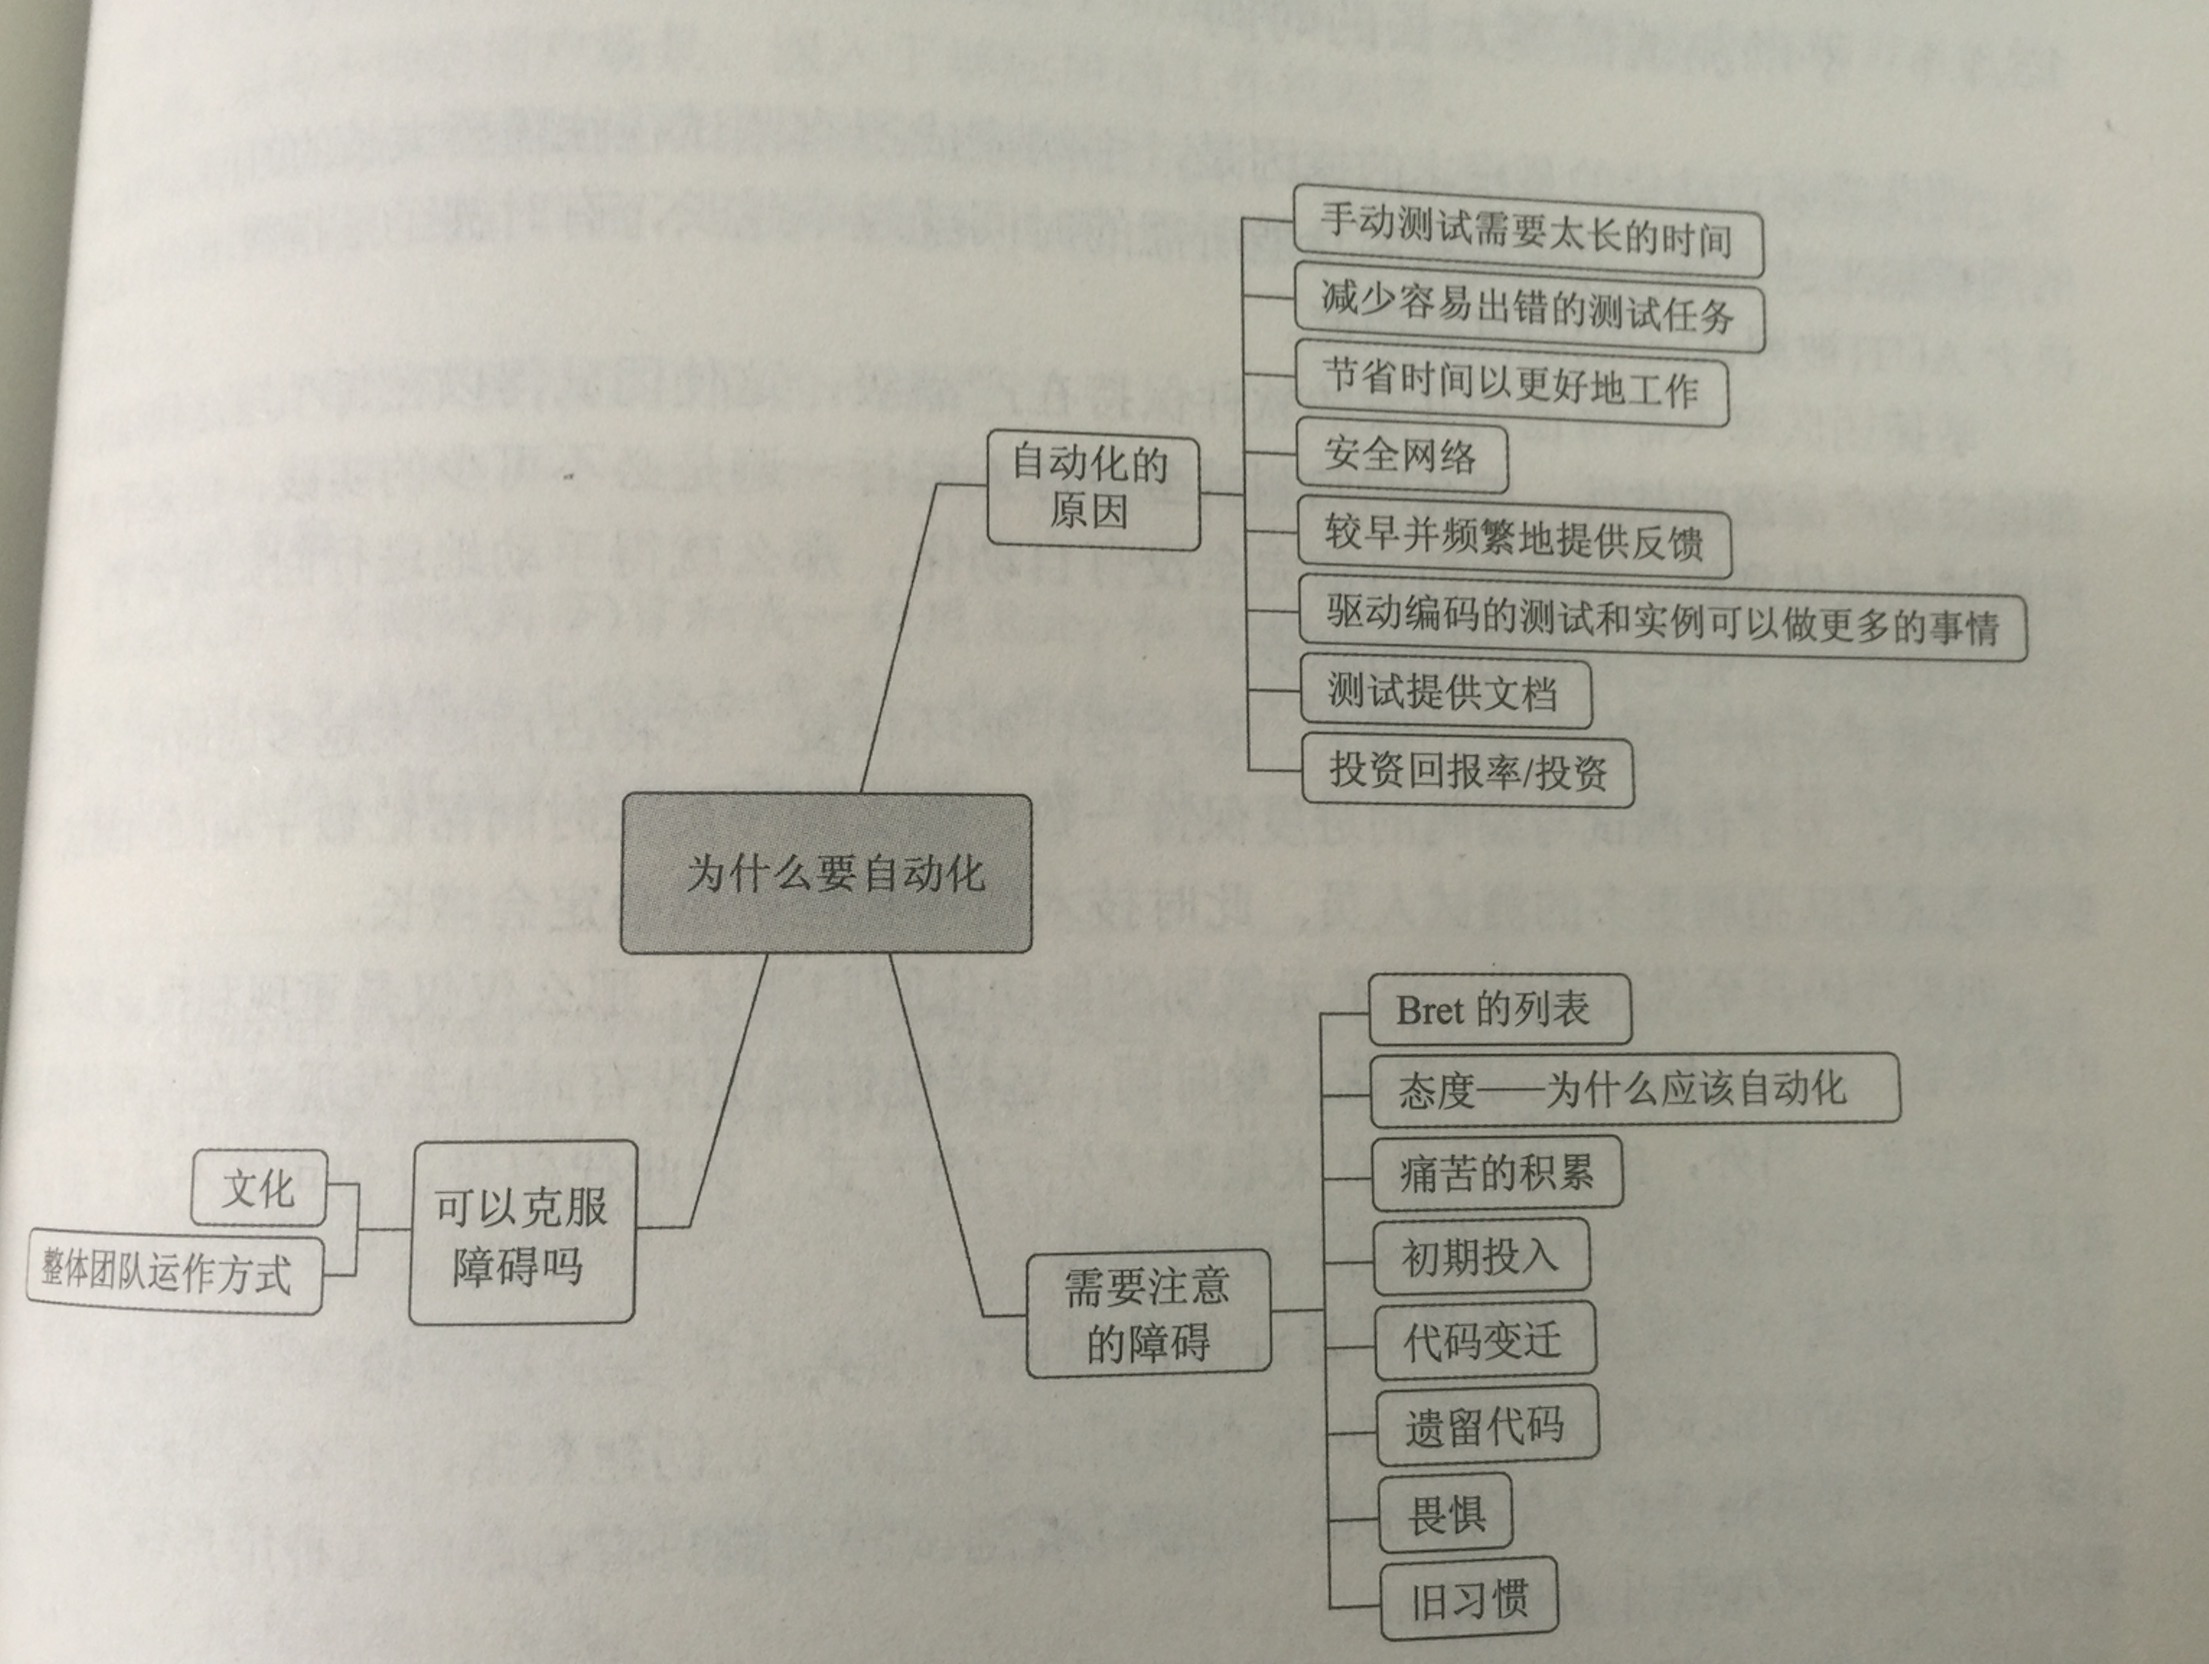 手动测试需要太长的时间
减少容易出错的测试任务
节省时间以更好地工作
自动化的
原因
安全网络
较早并频繁地提供反馈
驱动编码的测试和实例可以做更多的事情
测试提供文档
投资回报率/投资
为什么要自动化
Bret 的列表
态度——为什么应该自动化
痛苦的积累
初期投入
代码变迁
遗留代码
畏惧
旧习惯
需要注意
的障碍
可以克服
障碍吗
文化
整体团队运作方式